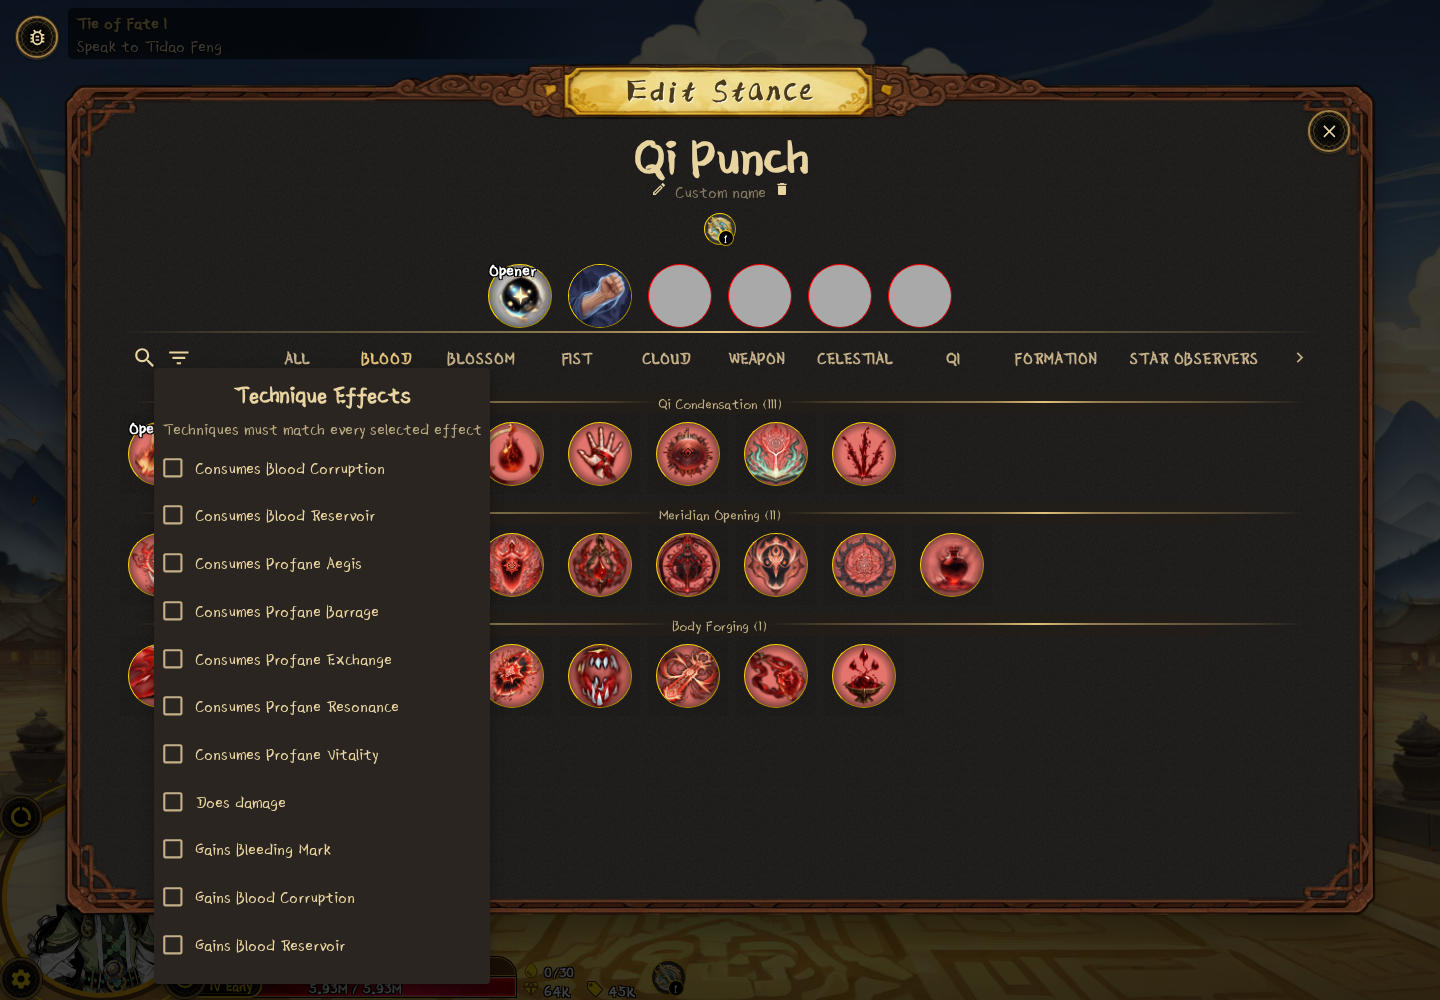 Tie of Fate I
Speak to Tidao Feng
Edit Stance
Qi Punch
Custom name
Opener
ALL BLOOD BLOSSOM FIST CLOUD WEAPON CELESTIAL QI FORMATION STAR OBSERVERS
Technique Effects
Techniques must match every selected effect
Consumes Blood Corruption
Consumes Blood Reservoir
Consumes Profane Aegis
Consumes Profane Barrage
Consumes Profane Exchange
Consumes Profane Resonance
Consumes Profane Vitality
Does damage
Gains Bleeding Mark
Gains Blood Corruption
Gains Blood Reservoir
Qi Condensation (III)
Ope
Meridian Opening (II)
Body Forging (I)
IV Early
5.93M / 5.93M
0/30
64k
45k